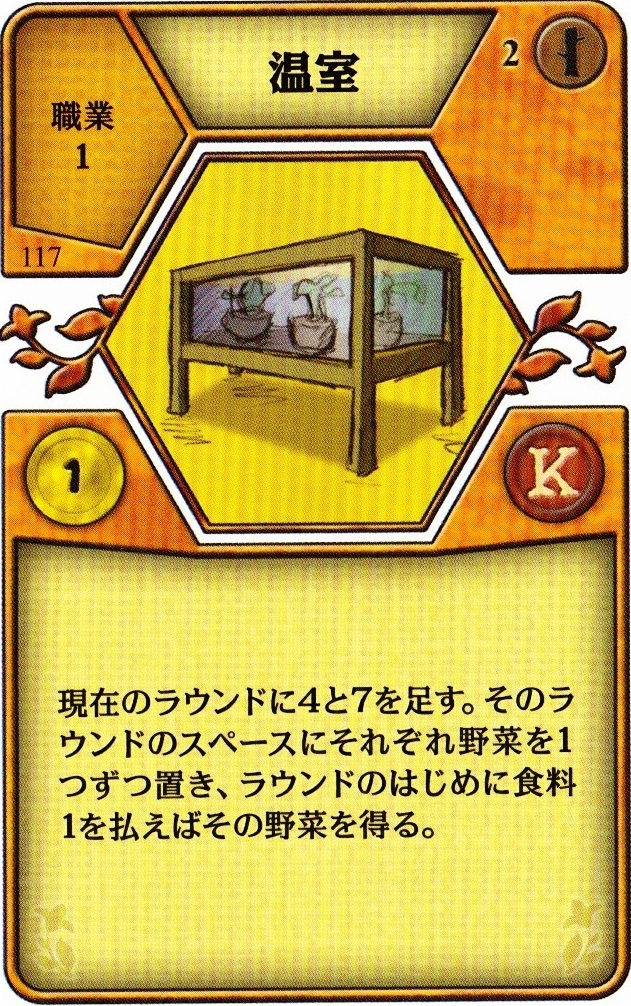 温室
2
職業
1
117
1
K
現在のラウンドに4と7を足す。そのラ
ウンドのスペースにそれぞれ野菜を1
つずつ置き、ラウンドのはじめに食料
1を払えばその野菜を得る。